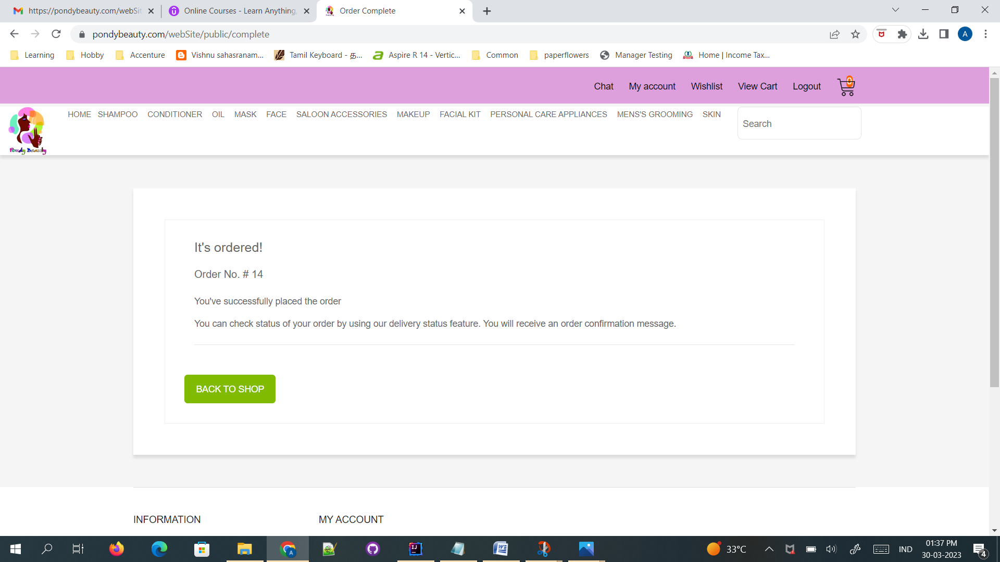 https://pondybeauty.com/webSit
Online Courses - Learn Anything,
Order Complete
pondybeauty.com/webSite/public/complete
A
Learning
Hobby
Accenture
Vishnu sahasranam...
Tamil Keyboard - த...
Aspire R 14 - Vertic...
Common
paperflowers
Manager Testing
Home | Income Tax...
Chat
My account
Wishlist
View Cart
Logout
0
Pondy Beauty
HOME
SHAMPOO
CONDITIONER
OIL
MASK
FACE
SALOON ACCESSORIES
MAKEUP
FACIAL KIT
PERSONAL CARE APPLIANCES
MENS'S GROOMING
SKIN
Search
It's ordered!
Order No. # 14
You've successfully placed the order
You can check status of your order by using our delivery status feature. You will receive an order confirmation message.
BACK TO SHOP
INFORMATION
MY ACCOUNT
33°C
IND
01:37 PM
30-03-2023
4